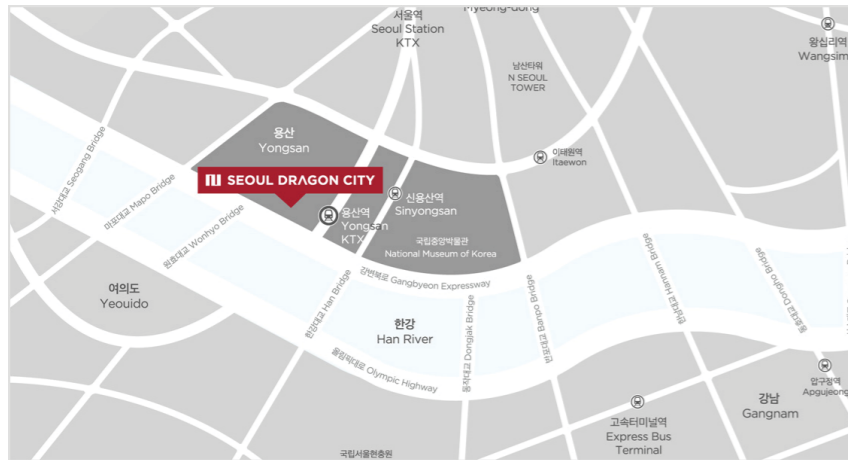 Myeong-dong
서울역
Seoul Station
KTX
왕십리역
남산타워
N SEOUL
TOWER
용산
Yongsan
이태원역
Itaewon
SEOUL DRAGON CITY
신용산역
Sinyongsan
용산역
Yongsan
KTX
국립중앙박물관
National Museum of Korea
서강대교 Seogang Bridge
마포대교 Mapo Bridge
원효대교 Wonhyo Bridge
강변북로 Gangbyeon Expressway
여의도
Yeouido
한강대교 Han Bridge
한강
Han River
동작대교 Dongjak Bridge
반포대교 Banpo Bridge
한남대교 Hannam Bridge
동호대교 Dongho Bridge
올림픽대로 Olympic Highway
압구정역
Apgujeong
강남
Gangnam
고속터미널역
Express Bus
Terminal
국립서울현충원